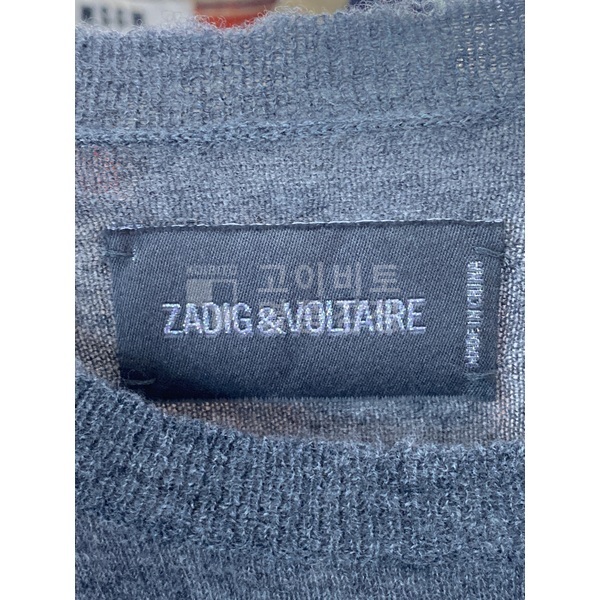 고이비토
ZADIG & VOLTAIRE
MADE IN CHINA